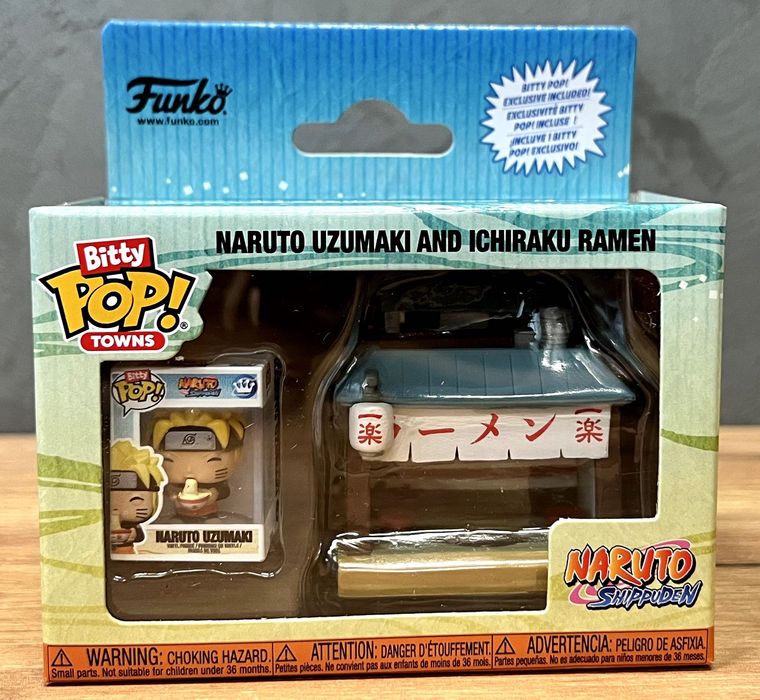 Funko
www.funko.com
BITTY POP!
EXCLUSIVE INCLUDED!
EXCLUSIVITÉ BITTY
POP! INCLUSE !
¡INCLUYE 1 BITTY
POP! EXCLUSIVO!
NARUTO UZUMAKI AND ICHIRAKU RAMEN
Bitty
POP!®
TOWNS
Bitty
POP!
NARUTO
SHIPPUDEN
NARUTO UZUMAKI
一楽
ラーメン
一楽
NARUTO
SHIPPUDEN
WARNING: CHOKING HAZARD.
Small parts. Not suitable for children under 36 months.
ATTENTION: DANGER D'ÉTOUFFEMENT.
Petites pièces. Ne convient pas aux enfants de moins de 36 mois.
ADVERTENCIA: PELIGRO DE ASFIXIA.
Partes pequeñas. No es adecuado para niños menores de 36 meses.